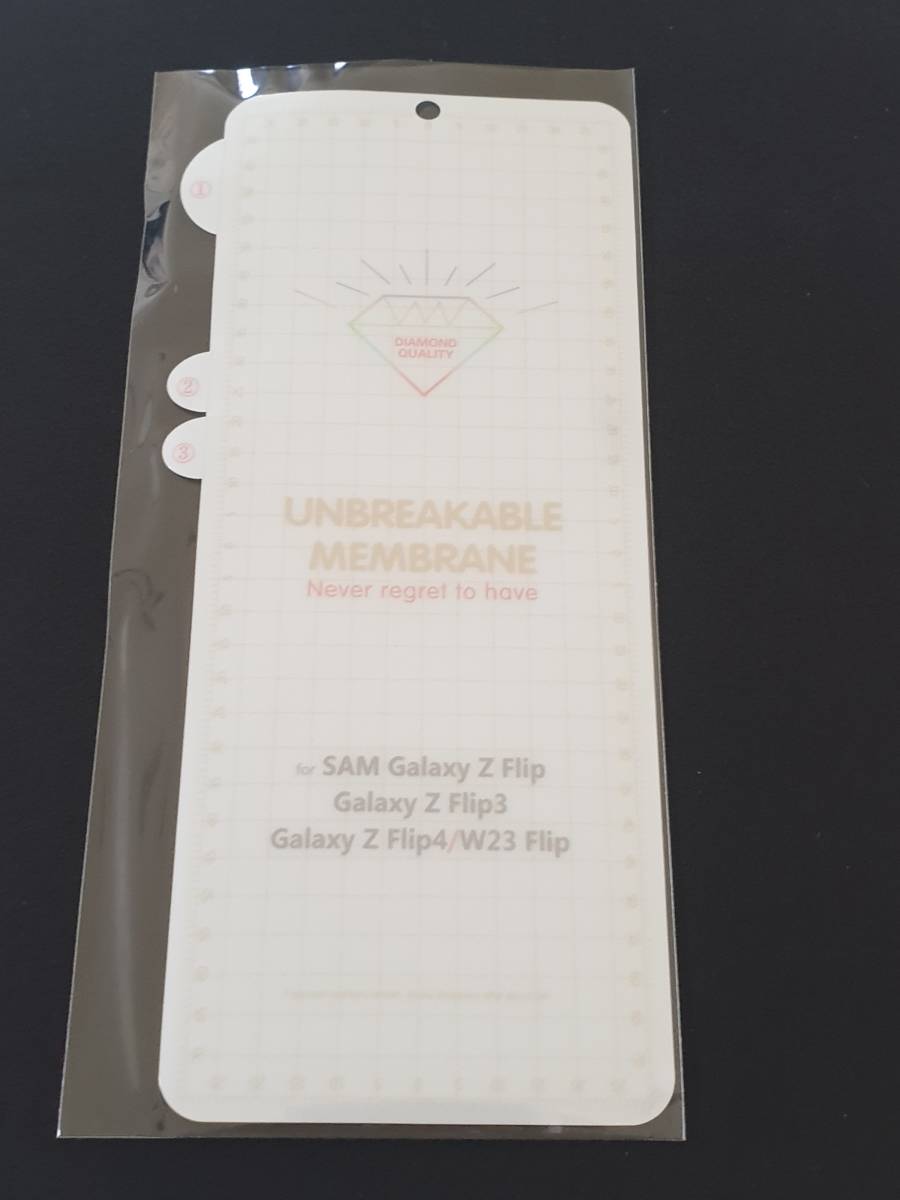 ①
DIAMOND
QUALITY
②
③
UNBREAKABLE
MEMBRANE
Never regret to have
for SAM Galaxy Z Flip
Galaxy Z Flip3
Galaxy Z Flip4/W23 Flip